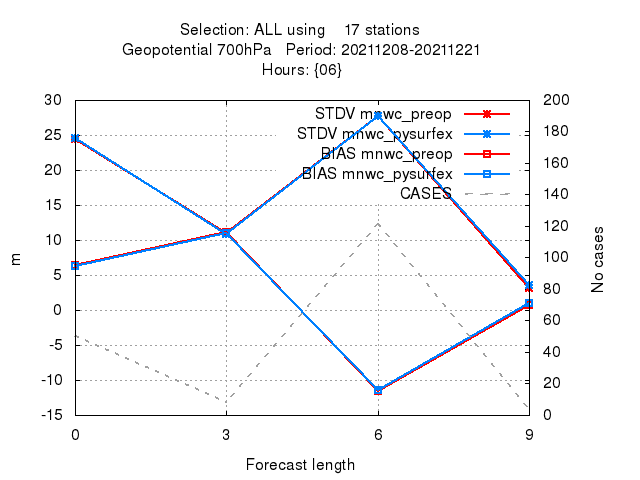 Selection: ALL using    17 stations
Geopotential 700hPa   Period: 20211208-20211221
Hours: {06}
30
25
20
15
10
5
0
-5
-10
-15
200
180
160
140
120
100
80
60
40
20
0
STDV mnwc_preop
STDV mnwc_pysurfex
BIAS mnwc_preop
BIAS mnwc_pysurfex
CASES
m
No cases
0
3
6
9
Forecast length